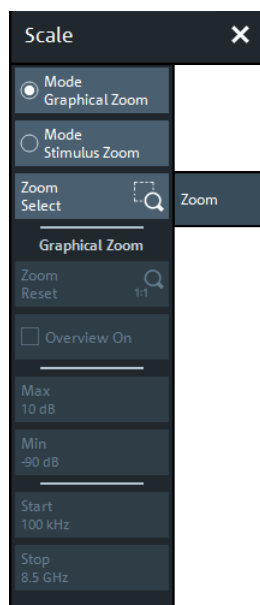 Scale
Mode
Graphical Zoom
Mode
Stimulus Zoom
Zoom
Select
Zoom
Graphical Zoom
Zoom
Reset
1:1
Overview On
Max
10 dB
Min
-90 dB
Start
100 kHz
Stop
8.5 GHz